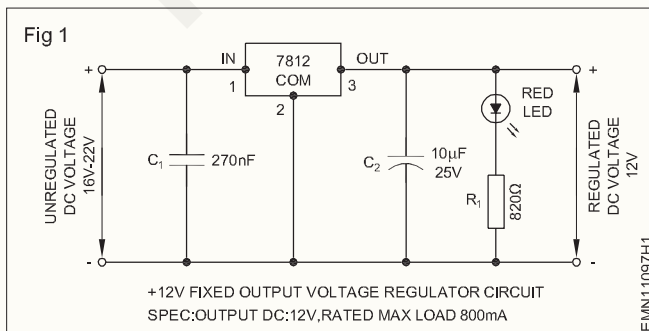 Fig 1
+
IN
7812
COM
OUT
+
1
2
3
RED
LED
UNREGULATED
DC VOLTAGE
16V-22V
C1
270nF
C2
10µF
25V
R1
820Ω
REGULATED
DC VOLTAGE
12V
-
-
+12V FIXED OUTPUT VOLTAGE REGULATOR CIRCUIT
SPEC:OUTPUT DC:12V,RATED MAX LOAD 800mA
EMN11097H1